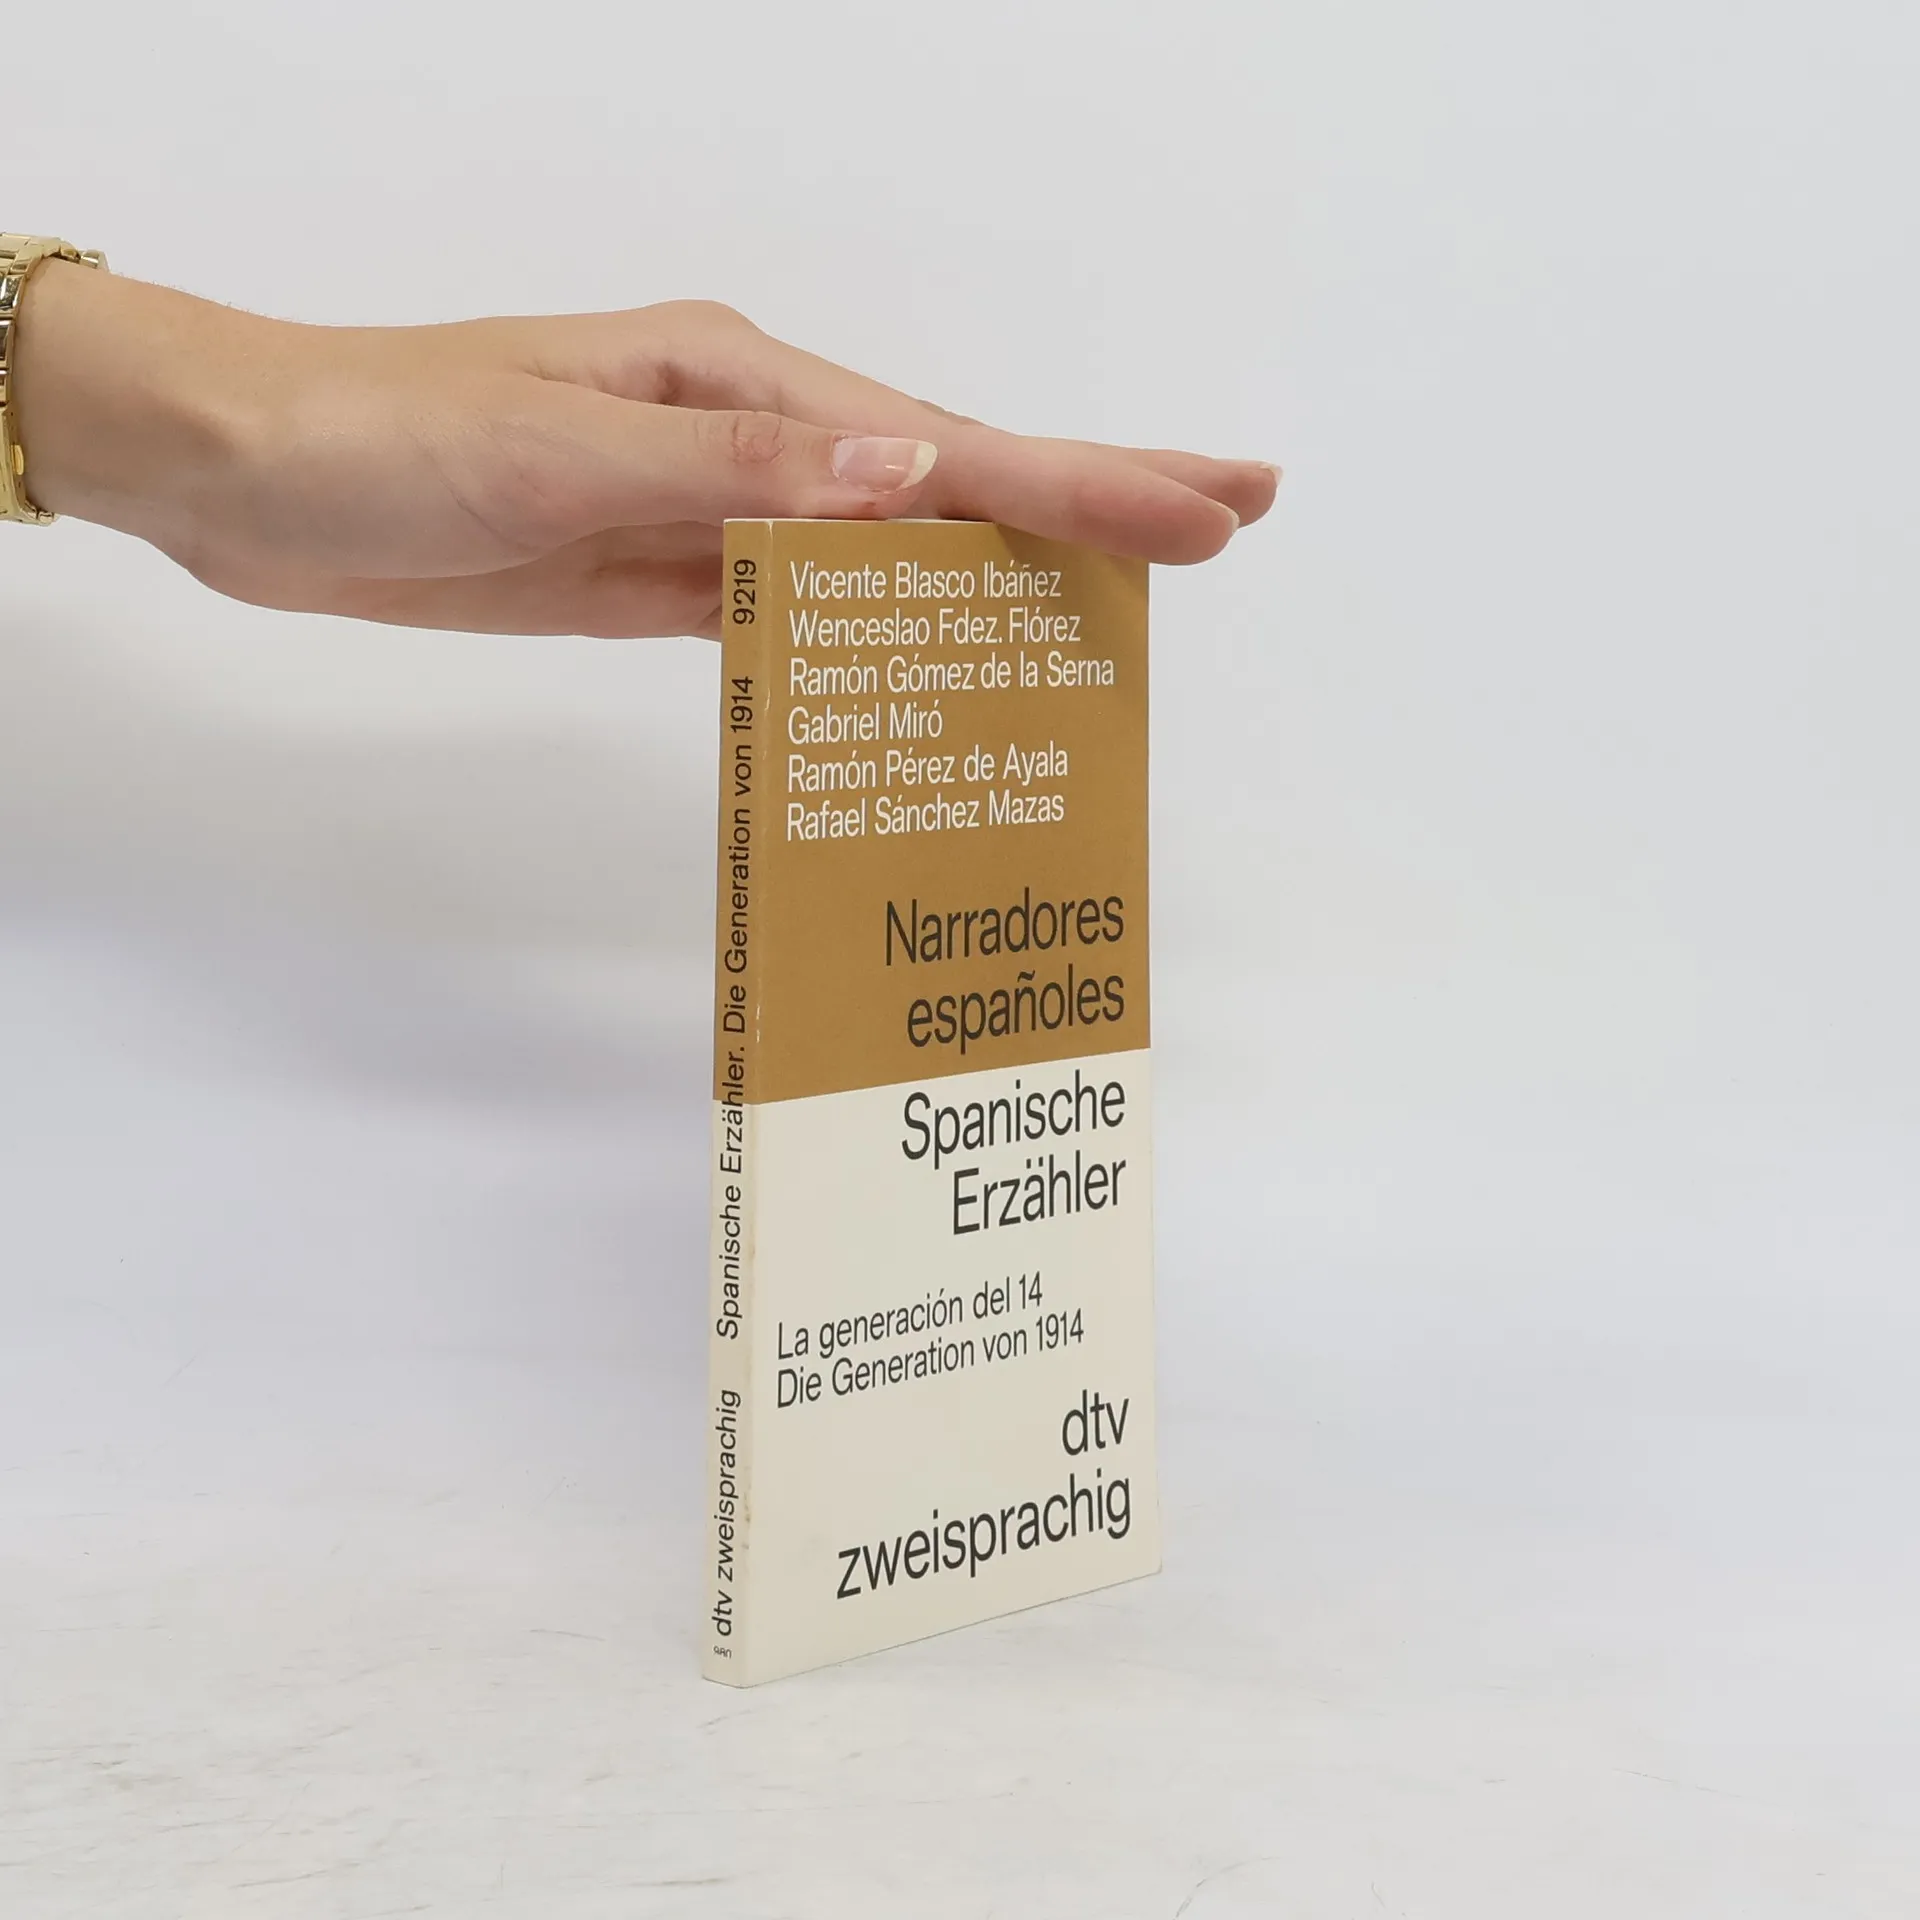 Vicente Blasco Ibáñez
Wenceslao Fdez. Flórez
Ramón Gómez de la Serna
Gabriel Miró
Ramón Pérez de Ayala
Rafael Sánchez Mazas
Narradores
españoles
Spanische
Erzähler
La generación del 14
Die Generation von 1914
dtv
zweisprachig
dtv zweisprachig Spanische Erzähler. Die Generation von 1914 9219